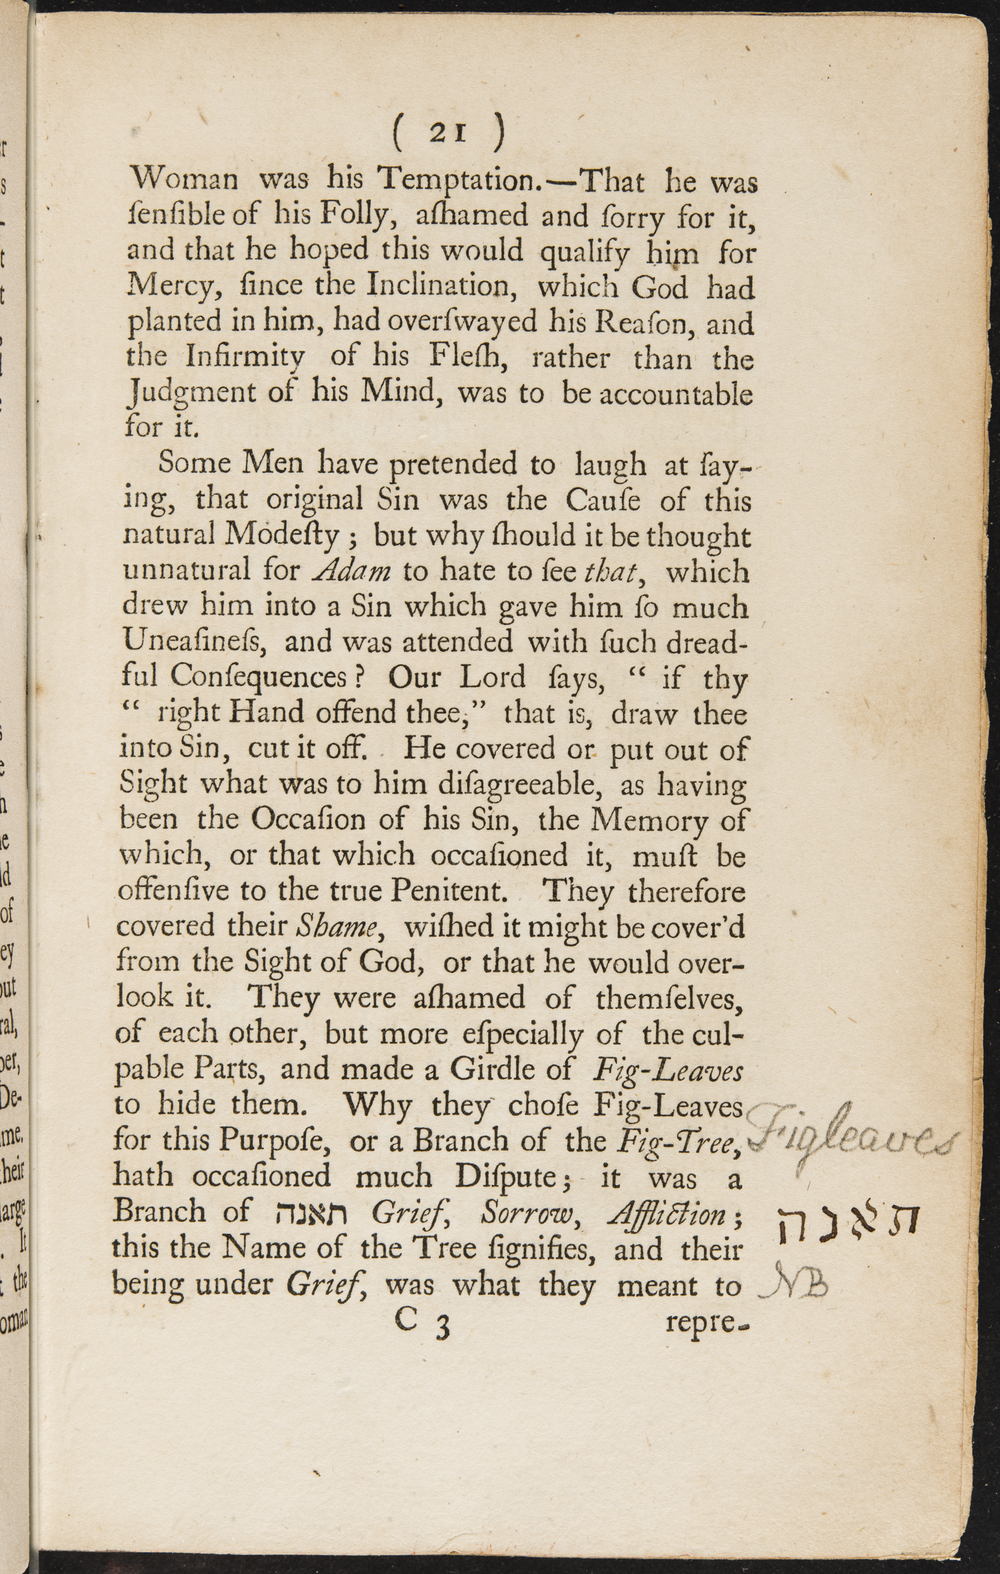 ( 21 )
Woman was his Temptation.—That he was
ſenſible of his Folly, aſhamed and ſorry for it,
and that he hoped this would qualify him for
Mercy, ſince the Inclination, which God had
planted in him, had overſwayed his Reaſon, and
the Infirmity of his Fleſh, rather than the
Judgment of his Mind, was to be accountable
for it.
Some Men have pretended to laugh at ſay-
ing, that original Sin was the Cauſe of this
natural Modeſty ; but why ſhould it be thought
unnatural for Adam to hate to ſee that, which
drew him into a Sin which gave him ſo much
Uneaſineſs, and was attended with ſuch dread-
ful Conſequences ? Our Lord ſays, “ if thy
“ right Hand offend thee,” that is, draw thee
into Sin, cut it off. He covered or put out of
Sight what was to him diſagreeable, as having
been the Occaſion of his Sin, the Memory of
which, or that which occaſioned it, muſt be
offenſive to the true Penitent. They therefore
covered their Shame, wiſhed it might be cover’d
from the Sight of God, or that he would over-
look it. They were aſhamed of themſelves,
of each other, but more eſpecially of the cul-
pable Parts, and made a Girdle of Fig-Leaves
to hide them. Why they choſe Fig-Leaves
for this Purpoſe, or a Branch of the Fig-Tree,
Figleaves
hath occaſioned much Diſpute ; it was a
Branch of תאנה Grief, Sorrow, Affliction ;
תאנה
this the Name of the Tree ſignifies, and their
being under Grief, was what they meant to
NB
C 3 repre-